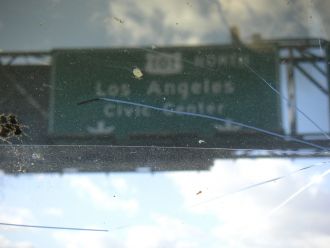 101 NORTH
Los Angeles
Civic Center